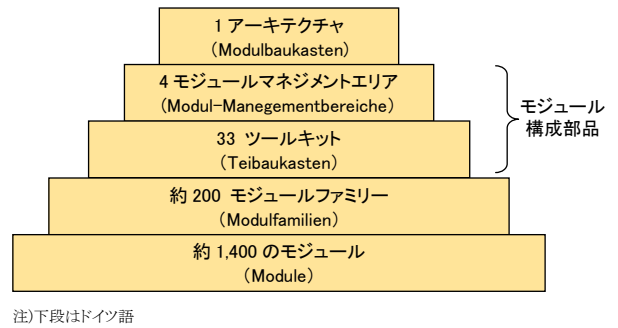 1 アーキテクチャ
(Modulbaukasten)
4 モジュールマネジメントエリア
(Modul-Manegementbereiche)
33 ツールキット
(Teibaukasten)
約 200 モジュールファミリー
(Modulfamilien)
約 1,400 のモジュール
(Module)
モジュール
構成部品
注)下段はドイツ語